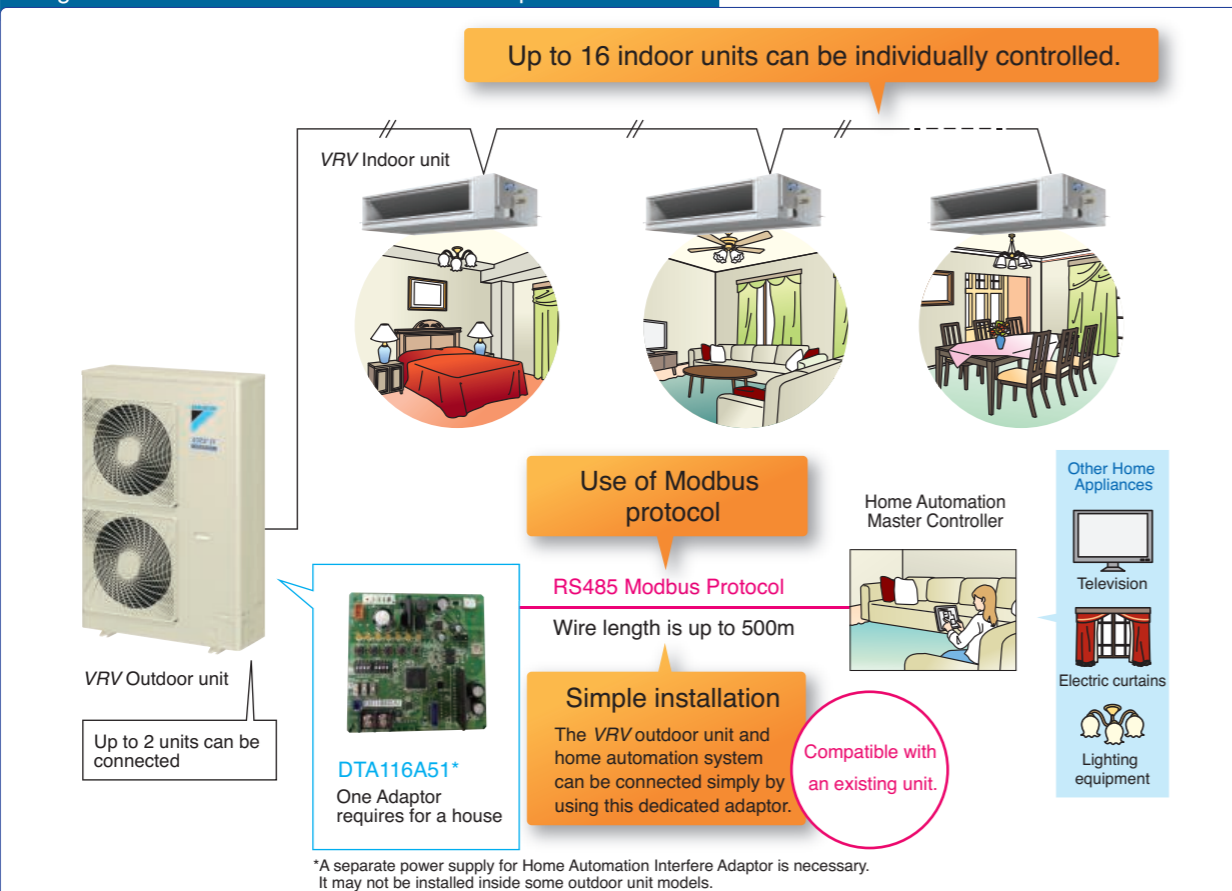 Up to 16 indoor units can be individually controlled.
VRV Indoor unit
Use of Modbus
protocol
Home Automation
Master Controller
Other Home
Appliances
Television
Electric curtains
Lighting
equipment
RS485 Modbus Protocol
Wire length is up to 500m
VRV Outdoor unit
Up to 2 units can be
connected
DTA116A51*
One Adaptor
requires for a house
Simple installation
The VRV outdoor unit and
home automation system
can be connected simply by
using this dedicated adaptor.
Compatible with
an existing unit.
*A separate power supply for Home Automation Interfere Adaptor is necessary.
It may not be installed inside some outdoor unit models.